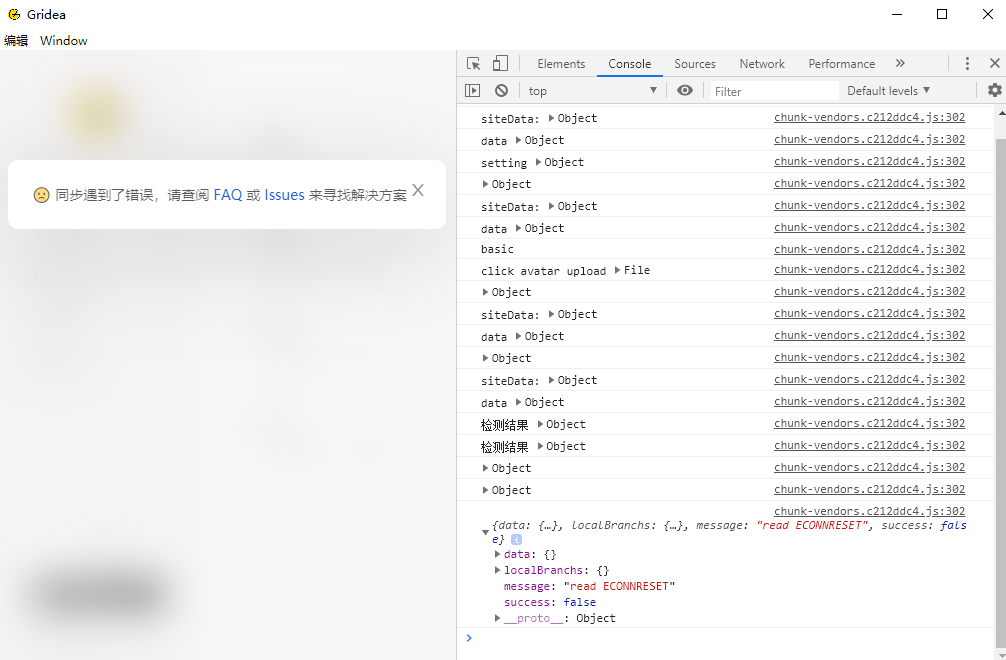 Gridea
编辑 Window
同步遇到了错误，请查阅 FAQ 或 Issues 来寻找解决方案 X
Elements Console Sources Network Performance »
top ▼ Filter Default levels ▼
siteData: ▶Object chunk-vendors.c212ddc4.js:302
data ▶Object chunk-vendors.c212ddc4.js:302
setting ▶Object chunk-vendors.c212ddc4.js:302
▶Object chunk-vendors.c212ddc4.js:302
siteData: ▶Object chunk-vendors.c212ddc4.js:302
data ▶Object chunk-vendors.c212ddc4.js:302
basic chunk-vendors.c212ddc4.js:302
click avatar upload ▶File chunk-vendors.c212ddc4.js:302
▶Object chunk-vendors.c212ddc4.js:302
siteData: ▶Object chunk-vendors.c212ddc4.js:302
data ▶Object chunk-vendors.c212ddc4.js:302
▶Object chunk-vendors.c212ddc4.js:302
siteData: ▶Object chunk-vendors.c212ddc4.js:302
data ▶Object chunk-vendors.c212ddc4.js:302
检测结果 ▶Object chunk-vendors.c212ddc4.js:302
检测结果 ▶Object chunk-vendors.c212ddc4.js:302
▶Object chunk-vendors.c212ddc4.js:302
▶Object chunk-vendors.c212ddc4.js:302
chunk-vendors.c212ddc4.js:302
{data: {…}, localBranchs: {…}, message: "read ECONNRESET", success: fals
▼e} i
▶data: {}
▶localBranchs: {}
message: "read ECONNRESET"
success: false
▶__proto__: Object
>